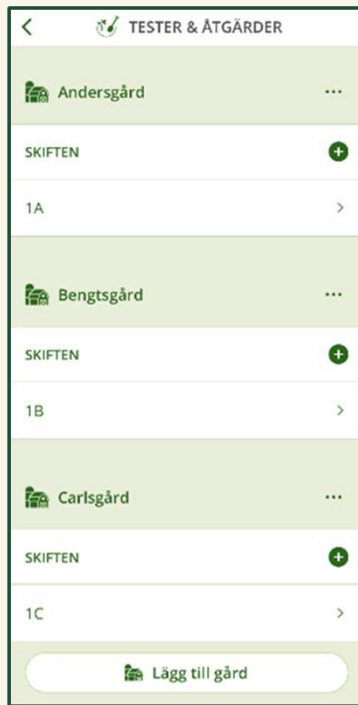 TESTER & ÅTGÄRDER
Andersgård
SKIFTEN
1A
Bengtsgård
SKIFTEN
1B
Carlsgård
SKIFTEN
1C
Lägg till gård